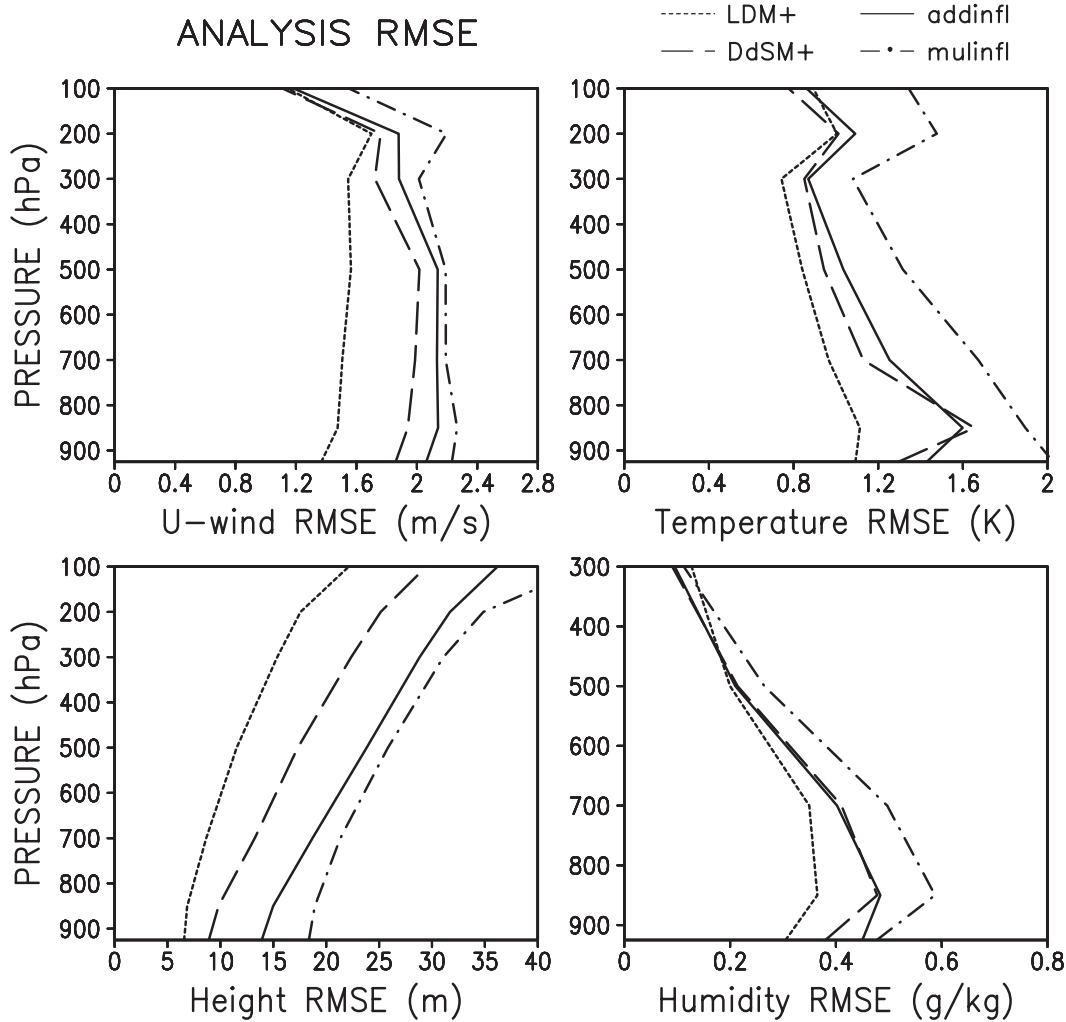 ANALYSIS RMSE
LDM+ addinfl
DdSM+ mulinfl
100
200
300
400
500
600
700
800
900
PRESSURE (hPa)
0 0.4 0.8 1.2 1.6 2 2.4 2.8
U-wind RMSE (m/s)
100
200
300
400
500
600
700
800
900
0 0.4 0.8 1.2 1.6 2
Temperature RMSE (K)
100
200
300
400
500
600
700
800
900
PRESSURE (hPa)
0 5 10 15 20 25 30 35 40
Height RMSE (m)
300
400
500
600
700
800
900
0 0.2 0.4 0.6 0.8
Humidity RMSE (g/kg)